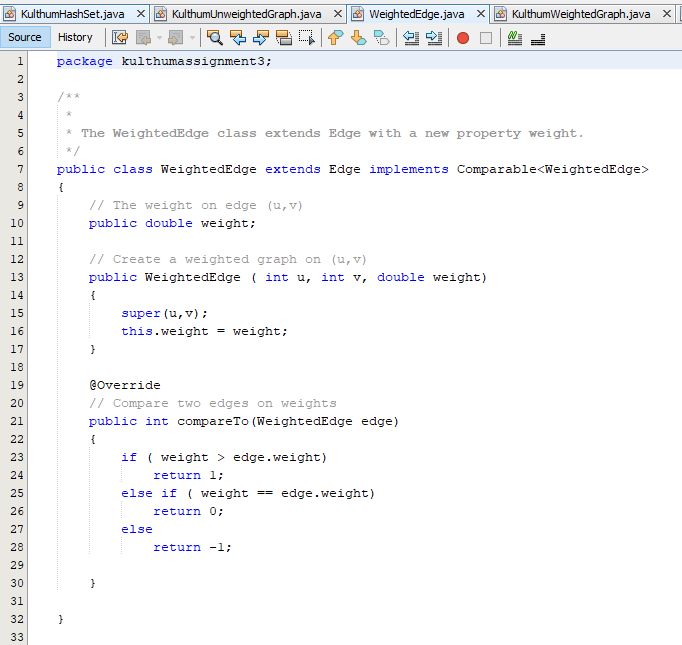 KulthumHashSet.java KulthumUnweightedGraph.java WeightedEdge.java KulthumWeightedGraph.java
Source History
1 package kulthumassignment3;
2
3 /**
4 *
5 * The WeightedEdge class extends Edge with a new property weight.
6 */
7 public class WeightedEdge extends Edge implements Comparable<WeightedEdge>
8 {
9 // The weight on edge (u,v)
10 public double weight;
11
12 // Create a weighted graph on (u,v)
13 public WeightedEdge ( int u, int v, double weight)
14 {
15 super(u,v);
16 this.weight = weight;
17 }
18
19 @Override
20 // Compare two edges on weights
21 public int compareTo(WeightedEdge edge)
22 {
23 if ( weight > edge.weight)
24 return 1;
25 else if ( weight == edge.weight)
26 return 0;
27 else
28 return -1;
29
30 }
31
32 }
33